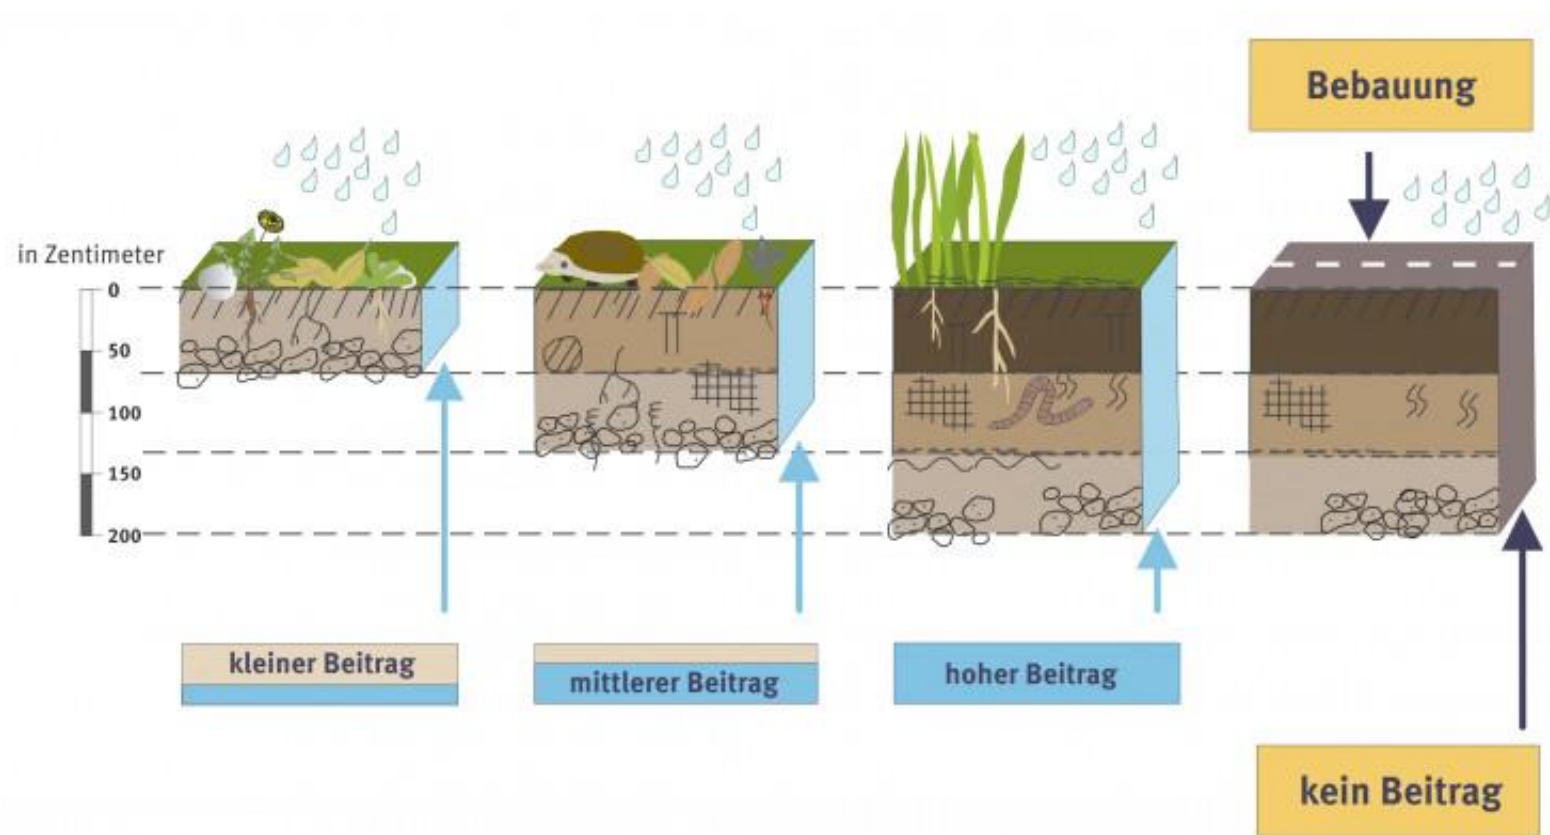 Bebauung
in Zentimeter
0
50
100
150
200
kleiner Beitrag
mittlerer Beitrag
hoher Beitrag
kein Beitrag